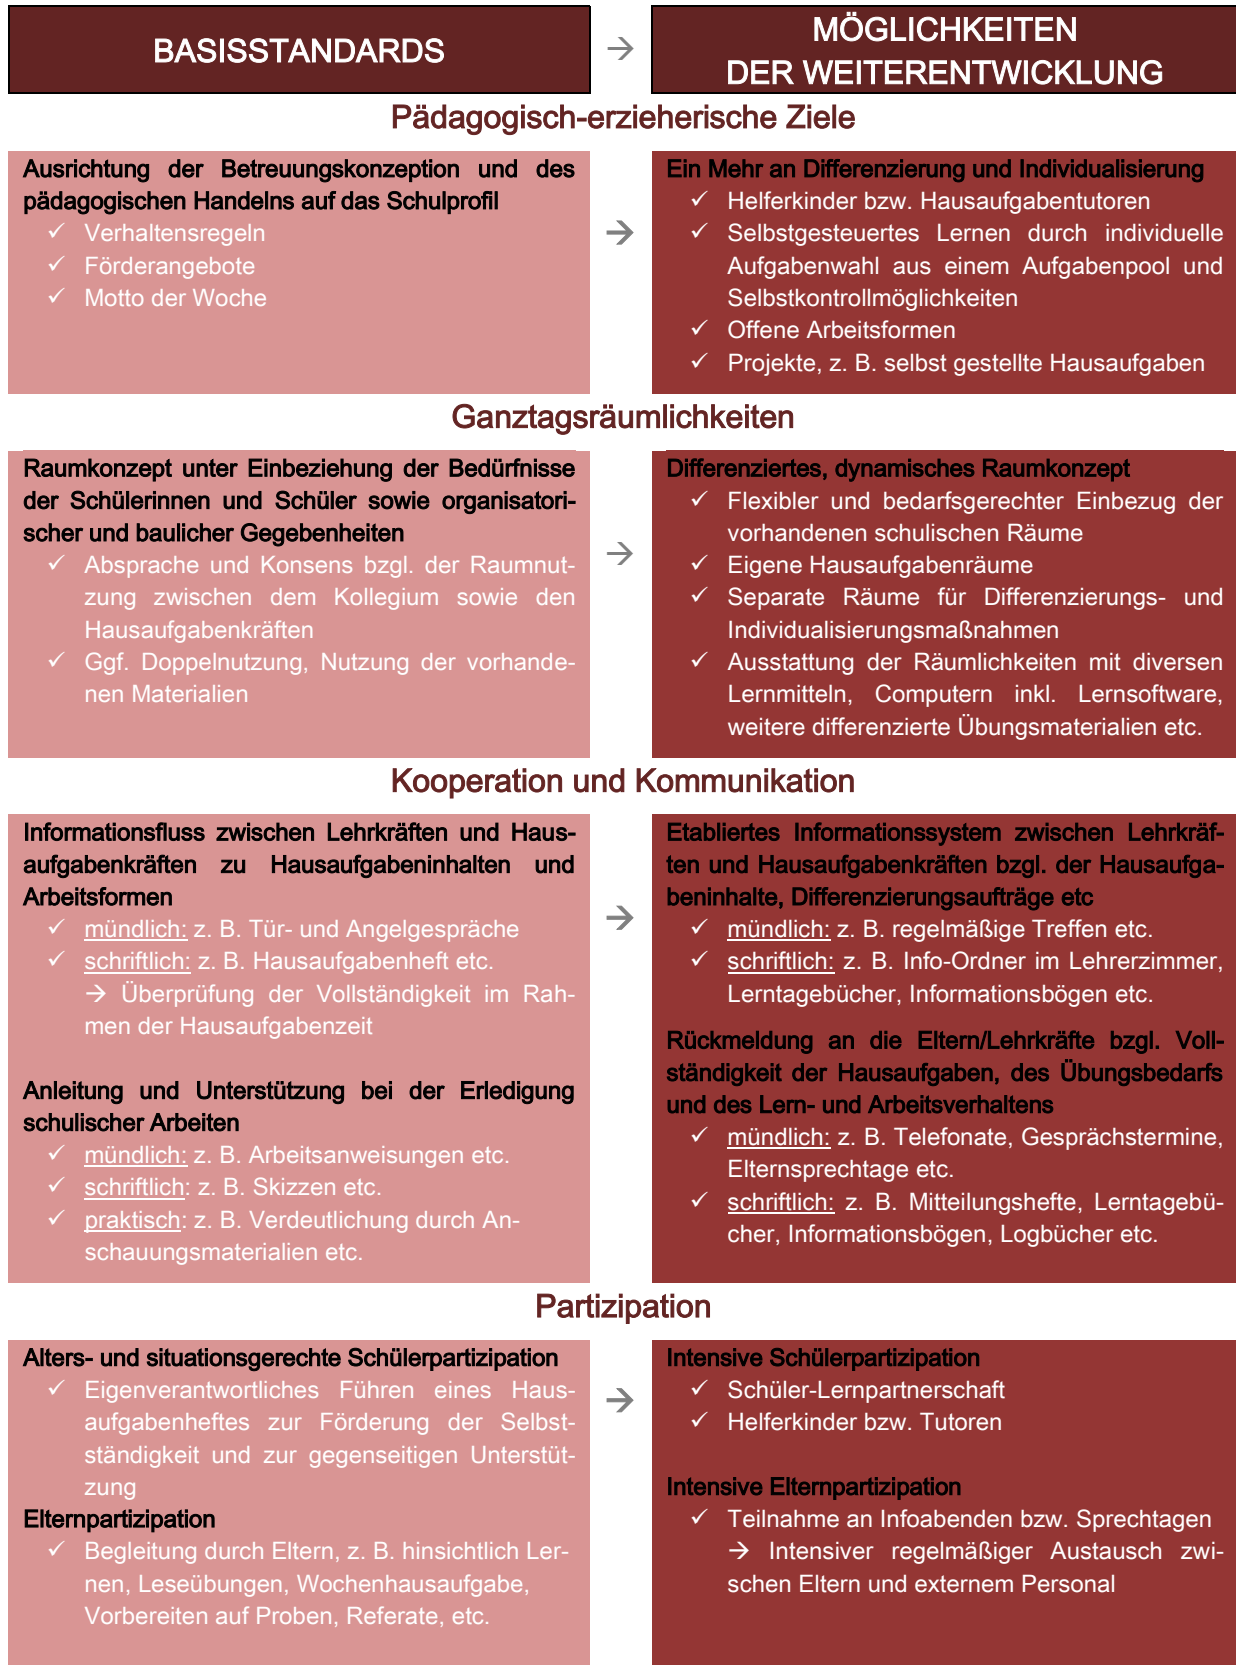 BASISSTANDARDS
→
MÖGLICHKEITEN
DER WEITERENTWICKLUNG
Pädagogisch-erzieherische Ziele
Ausrichtung der Betreuungskonzeption und des
pädagogischen Handelns auf das Schulprofil
✓ Verhaltensregeln
✓ Förderangebote
✓ Motto der Woche
→
Ein Mehr an Differenzierung und Individualisierung
✓ Helferkinder bzw. Hausaufgabentutoren
✓ Selbstgesteuertes Lernen durch individuelle
Aufgabenwahl aus einem Aufgabenpool und
Selbstkontrollmöglichkeiten
✓ Offene Arbeitsformen
✓ Projekte, z. B. selbst gestellte Hausaufgaben
Ganztagsräumlichkeiten
Raumkonzept unter Einbeziehung der Bedürfnisse
der Schülerinnen und Schüler sowie organisatori-
scher und baulicher Gegebenheiten
✓ Absprache und Konsens bzgl. der Raumnut-
zung zwischen dem Kollegium sowie den
Hausaufgabenkräften
✓ Ggf. Doppelnutzung, Nutzung der vorhande-
nen Materialien
→
Differenziertes, dynamisches Raumkonzept
✓ Flexibler und bedarfsgerechter Einbezug der
vorhandenen schulischen Räume
✓ Eigene Hausaufgabenräume
✓ Separate Räume für Differenzierungs- und
Individualisierungsmaßnahmen
✓ Ausstattung der Räumlichkeiten mit diversen
Lernmitteln, Computern inkl. Lernsoftware,
weitere differenzierte Übungsmaterialien etc.
Kooperation und Kommunikation
Informationsfluss zwischen Lehrkräften und Haus-
aufgabenkräften zu Hausaufgabeninhalten und
Arbeitsformen
✓ mündlich: z. B. Tür- und Angelgespräche
✓ schriftlich: z. B. Hausaufgabenheft etc.
→ Überprüfung der Vollständigkeit im Rah-
men der Hausaufgabenzeit
Anleitung und Unterstützung bei der Erledigung
schulischer Arbeiten
✓ mündlich: z. B. Arbeitsanweisungen etc.
✓ schriftlich: z. B. Skizzen etc.
✓ praktisch: z. B. Verdeutlichung durch An-
schauungsmaterialien etc.
→
Etabliertes Informationssystem zwischen Lehrkräf-
ten und Hausaufgabenkräften bzgl. der Hausaufga-
beninhalte, Differenzierungsaufträge etc
✓ mündlich: z. B. regelmäßige Treffen etc.
✓ schriftlich: z. B. Info-Ordner im Lehrerzimmer,
Lerntagebücher, Informationsbögen etc.
Rückmeldung an die Eltern/Lehrkräfte bzgl. Voll-
ständigkeit der Hausaufgaben, des Übungsbedarfs
und des Lern- und Arbeitsverhaltens
✓ mündlich: z. B. Telefonate, Gesprächstermine,
Elternsprechtage etc.
✓ schriftlich: z. B. Mitteilungshefte, Lerntagebü-
cher, Informationsbögen, Logbücher etc.
Partizipation
Alters- und situationsgerechte Schülerpartizipation
✓ Eigenverantwortliches Führen eines Haus-
aufgabenheftes zur Förderung der Selbst-
ständigkeit und zur gegenseitigen Unterstüt-
zung
Elternpartizipation
✓ Begleitung durch Eltern, z. B. hinsichtlich Ler-
nen, Leseübungen, Wochenhausaufgabe,
Vorbereiten auf Proben, Referate, etc.
→
Intensive Schülerpartizipation
✓ Schüler-Lernpartnerschaft
✓ Helferkinder bzw. Tutoren
Intensive Elternpartizipation
✓ Teilnahme an Infoabenden bzw. Sprechtagen
→ Intensiver regelmäßiger Austausch zwi-
schen Eltern und externem Personal